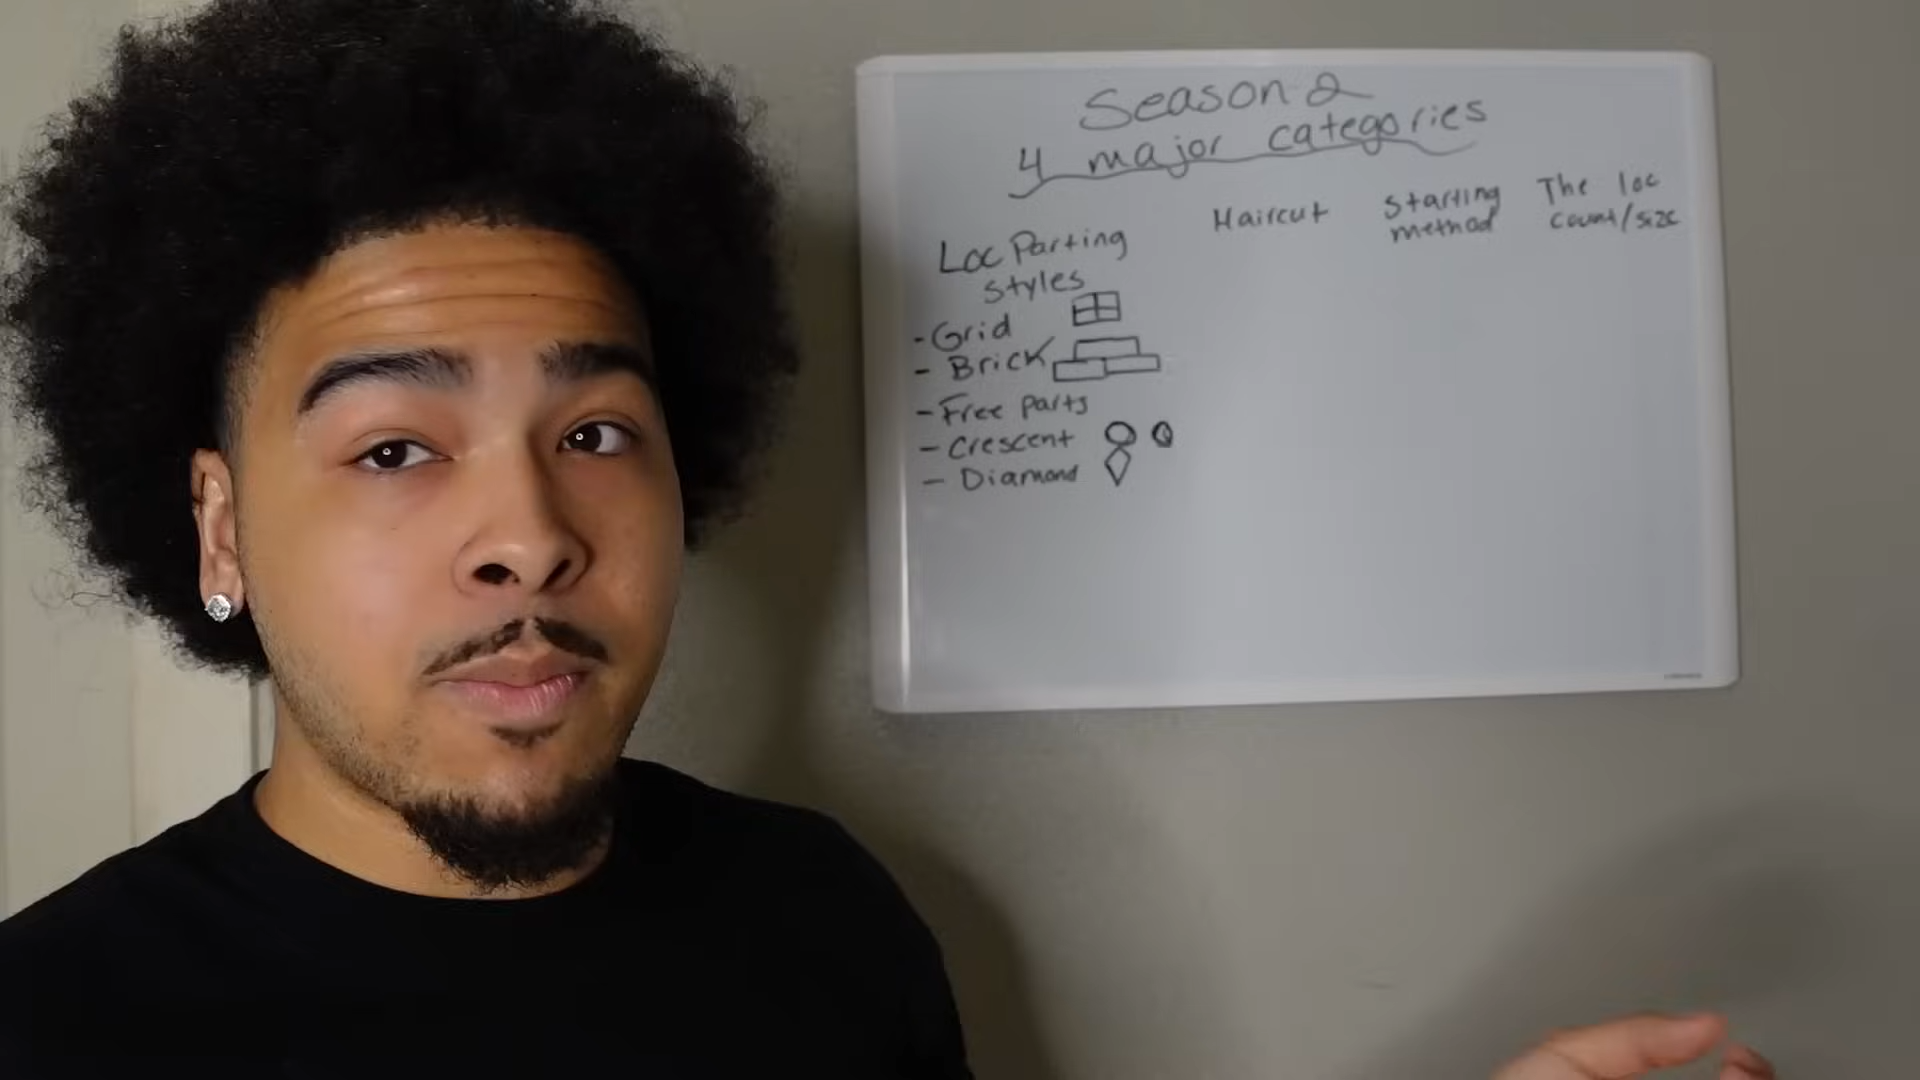 Season 2
4 major categories
Loc Parting
styles
- Grid
- Brick
- Free parts
- Crescent
- Diamond
Haircut
Starting
method
The loc
count/size